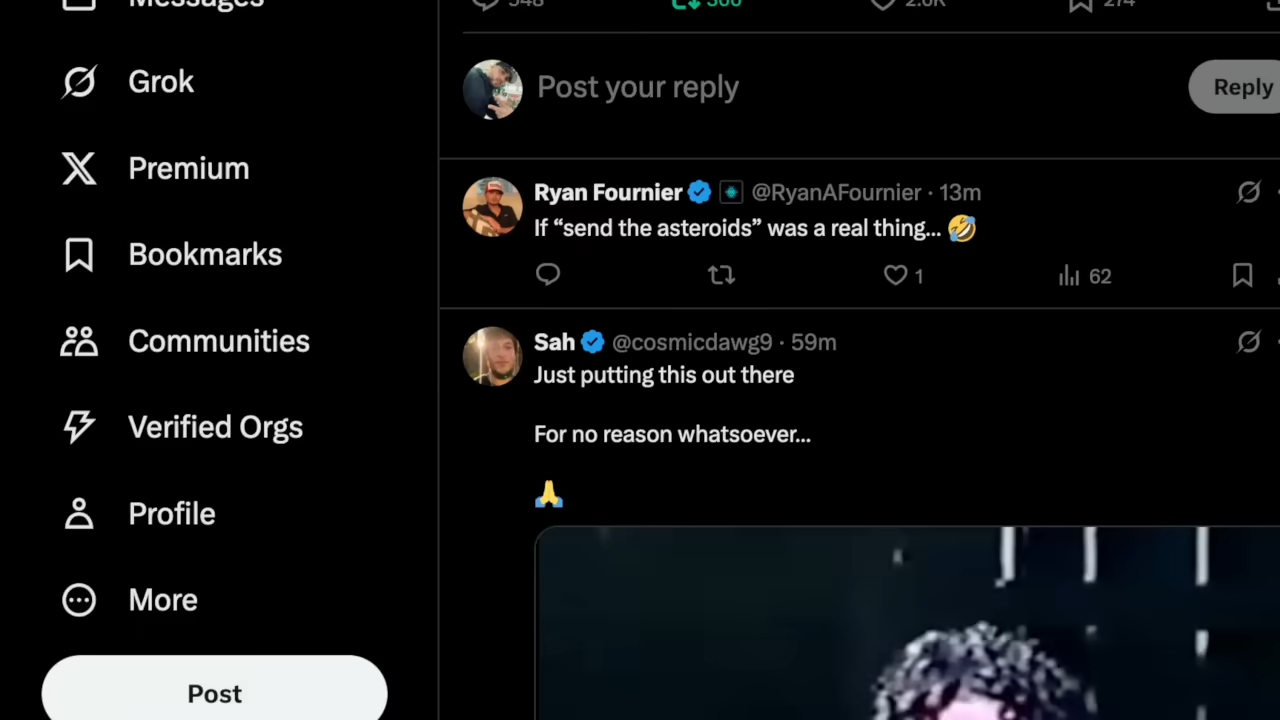 Messages
Grok
Premium
Bookmarks
Communities
Verified Orgs
Profile
More
Post
548 366 2.6K 274
Post your reply
Reply
Ryan Fournier @RyanAFournier · 13m
If “send the asteroids” was a real thing... 🤣
1 62
Sah @cosmicdawg9 · 59m
Just putting this out there
For no reason whatsoever...
🙏